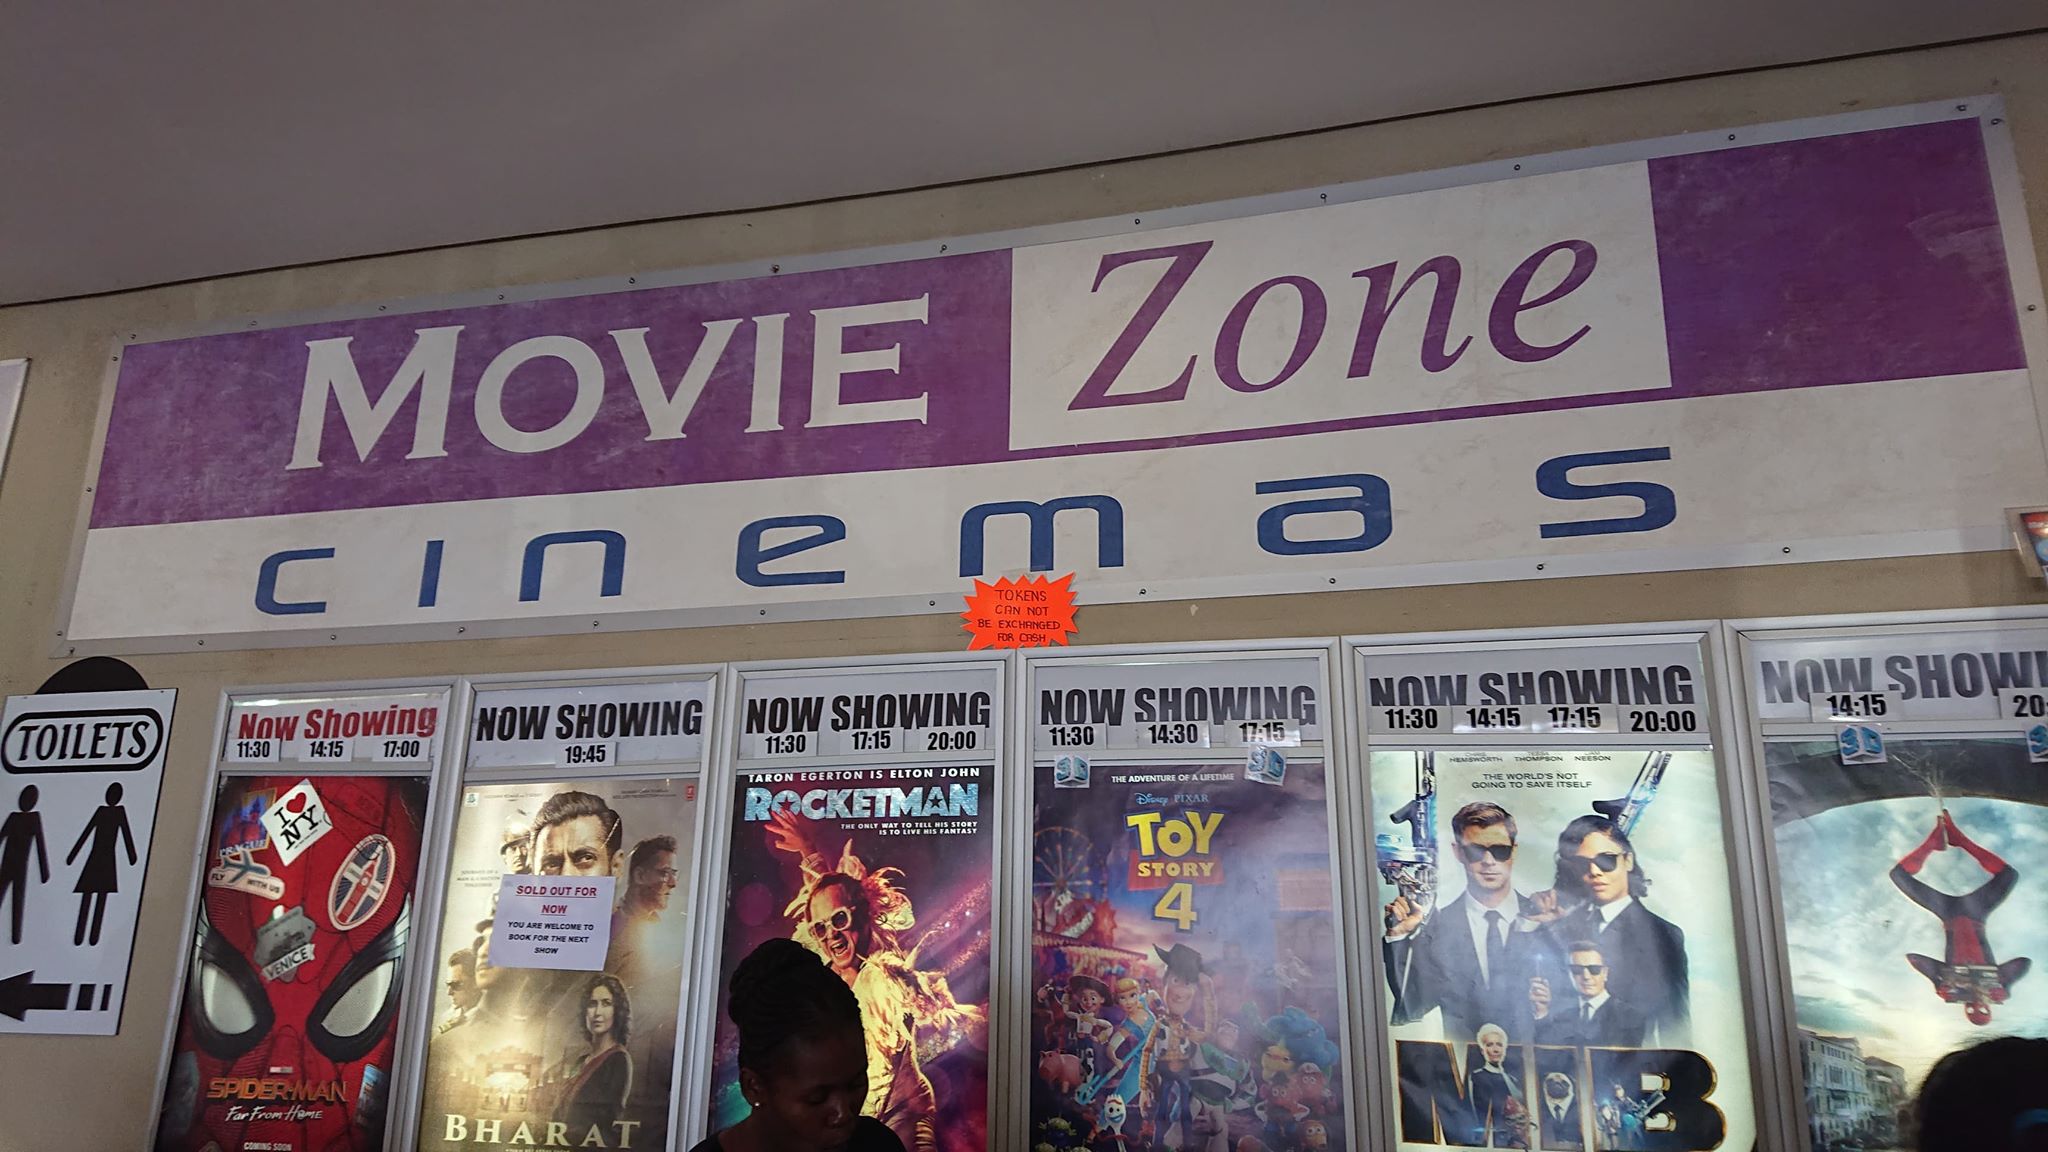 MOVIE Zone
cinemas
TOKENS
CAN NOT
BE EXCHANGED
FOR CASH
TOILETS
Now Showing
11:30 14:15 17:00
I ♥
NY
PRAGUE
FLY
WITH US
VENICE
SPIDER-MAN
Far From Home
COMING SOON
NOW SHOWING
19:45
SOLD OUT FOR
NOW
YOU ARE WELCOME TO
BOOK FOR THE NEXT
SHOW
BHARAT
NOW SHOWING
11:30 17:15 20:00
TARON EGERTON IS ELTON JOHN
ROCKETMAN
THE ONLY WAY TO TELL HIS STORY
IS TO LIVE HIS FANTASY
NOW SHOWING
11:30 14:30 17:15
3D 3D
THE ADVENTURE OF A LIFETIME
Disney PIXAR
TOY
STORY
4
NOW SHOWING
11:30 14:15 17:15 20:00
CHRIS TESSA LIAM
HEMSWORTH THOMPSON NEESON
THE WORLD'S NOT
GOING TO SAVE ITSELF
MIB
NOW SHOWI
14:15 20:
3D